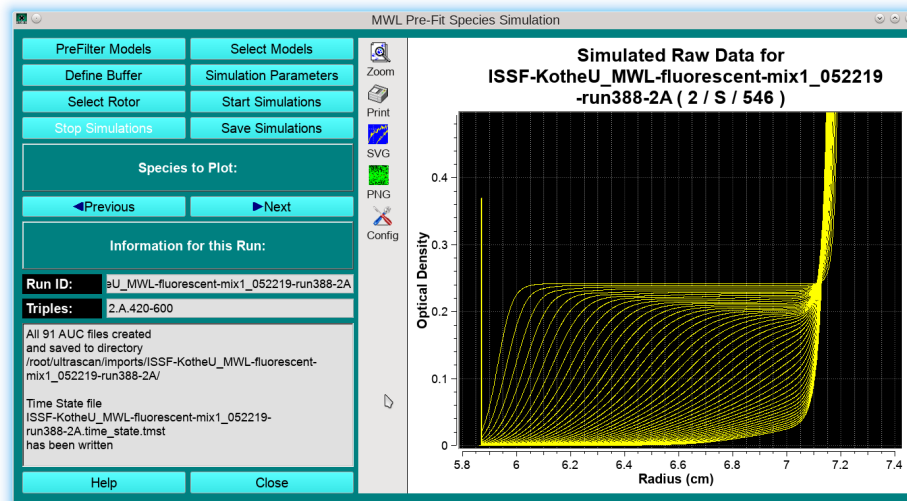 MWL Pre-Fit Species Simulation
PreFilter Models
Select Models
Define Buffer
Simulation Parameters
Select Rotor
Start Simulations
Stop Simulations
Save Simulations
Species to Plot:
Previous
Next
Information for this Run:
Run ID:
eU_MWL-fluorescent-mix1_052219-run388-2A
Triples:
2.A.420-600
All 91 AUC files created
and saved to directory
/root/ultrascan/imports/ISSF-KotheU_MWL-fluorescent-
mix1_052219-run388-2A/
Time State file
ISSF-KotheU_MWL-fluorescent-mix1_052219-
run388-2A.time_state.tmst
has been written
Help
Close
Zoom
Print
SVG
PNG
Config
Simulated Raw Data for
ISSF-KotheU_MWL-fluorescent-mix1_052219
-run388-2A ( 2 / S / 546 )
Optical Density
0.4
0.3
0.2
0.1
0
5.8
6
6.2
6.4
6.6
6.8
7
7.2
7.4
Radius (cm)